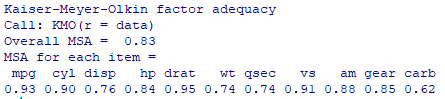 Kaiser-Meyer-Olkin factor adequacy
Call: KMO(r = data)
Overall MSA =  0.83
MSA for each item =
 mpg  cyl disp   hp drat   wt qsec   vs   am gear carb
0.93 0.90 0.76 0.84 0.95 0.74 0.74 0.91 0.88 0.85 0.62